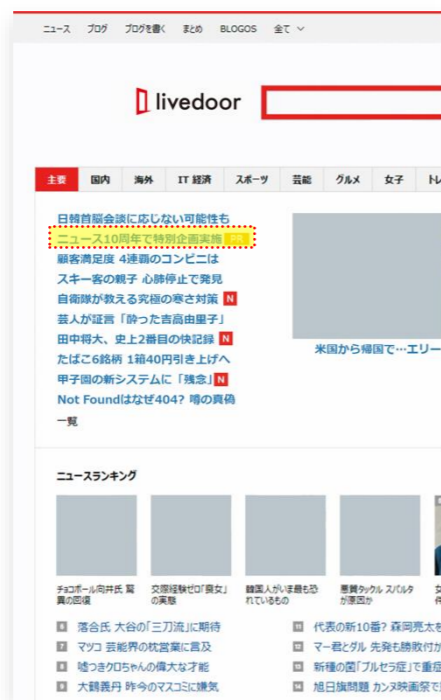 ニュース ブログ ブログを書く まとめ BLOGOS 全て
livedoor
主要 国内 海外 IT 経済 スポーツ 芸能 グルメ 女子 トレ
日韓首脳会談に応じない可能性も
ニュース10周年で特別企画実施 PR
顧客満足度 4連覇のコンビニは
スキー客の親子 心肺停止で発見
自衛隊が教える究極の寒さ対策 N
芸人が証言「酔った吉高由里子」
田中将大、史上2番目の快記録 N
たばこ6銘柄 1箱40円引き上げへ
甲子園の新システムに「残念」 N
Not Foundはなぜ404? 噂の真偽
一覧
米国から帰国で…エリー
ニュースランキング
チョコボール向井氏 驚異の回復
交際経験ゼロ「喪女」の実態
韓国人がいま最も恐れているもの
悪質タックル スパルタが原因か
6 落合氏 大谷の「三刀流」に期待
7 マツコ 芸能界の枕営業に言及
8 嘘つきクロちゃんの偉大な才能
9 大鶴義丹 昨今のマスコミに嫌気
11 代表の新10番? 森岡亮太を
12 マー君とダル 先発も勝敗付か
13 新種の菌「ブルセラ症」で重症
14 旭日旗問題 カンヌ映画祭で